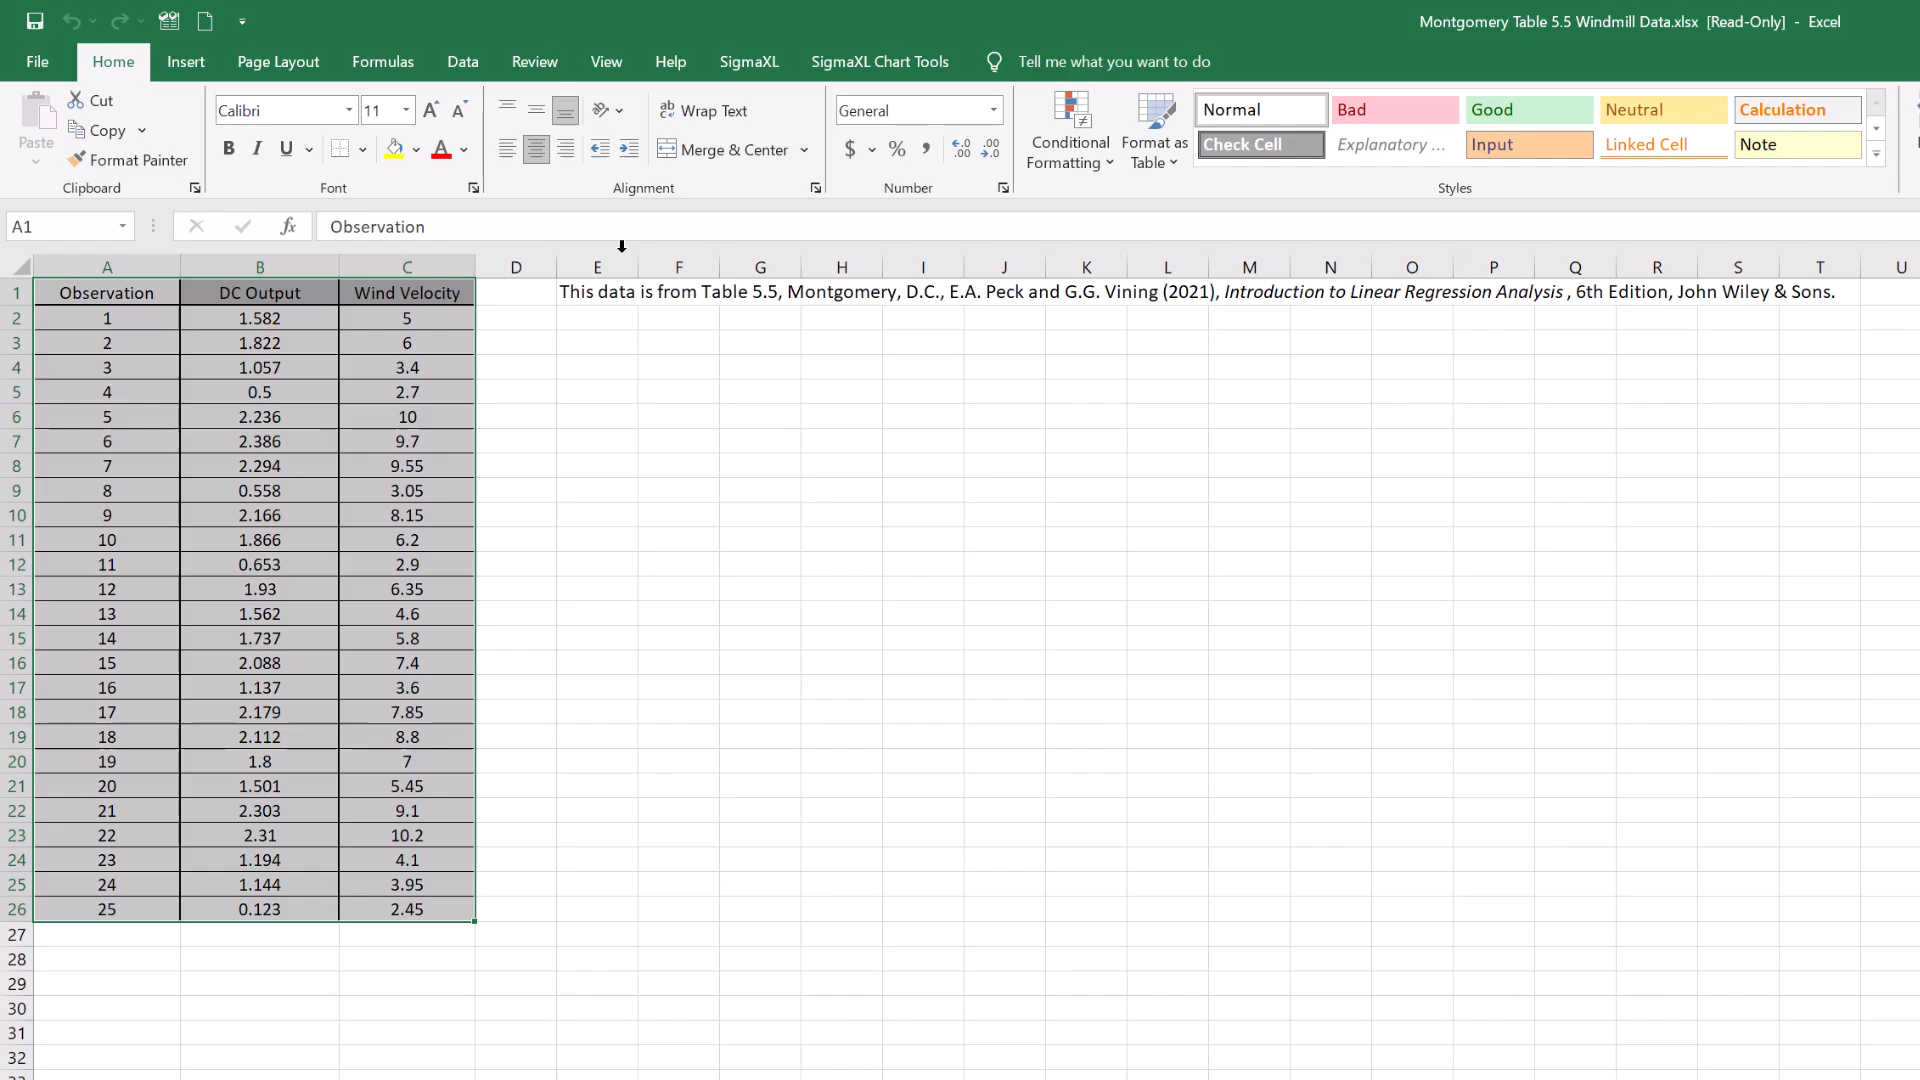 Montgomery Table 5.5 Windmill Data.xlsx [Read-Only] - Excel
File Home Insert Page Layout Formulas Data Review View Help SigmaXL SigmaXL Chart Tools Tell me what you want to do
Paste
Cut
Copy
Format Painter
Clipboard
Calibri 11
B I U A
Font
Wrap Text
Merge & Center
Alignment
General
$ % ,
Number
Conditional Formatting
Format as Table
Normal Bad Good Neutral Calculation
Check Cell Explanatory ... Input Linked Cell Note
Styles
A1 fx Observation
A B C D E F G H I J K L M N O P Q R S T U
1 Observation DC Output Wind Velocity This data is from Table 5.5, Montgomery, D.C., E.A. Peck and G.G. Vining (2021), Introduction to Linear Regression Analysis , 6th Edition, John Wiley & Sons.
2 1 1.582 5
3 2 1.822 6
4 3 1.057 3.4
5 4 0.5 2.7
6 5 2.236 10
7 6 2.386 9.7
8 7 2.294 9.55
9 8 0.558 3.05
10 9 2.166 8.15
11 10 1.866 6.2
12 11 0.653 2.9
13 12 1.93 6.35
14 13 1.562 4.6
15 14 1.737 5.8
16 15 2.088 7.4
17 16 1.137 3.6
18 17 2.179 7.85
19 18 2.112 8.8
20 19 1.8 7
21 20 1.501 5.45
22 21 2.303 9.1
23 22 2.31 10.2
24 23 1.194 4.1
25 24 1.144 3.95
26 25 0.123 2.45
27
28
29
30
31
32